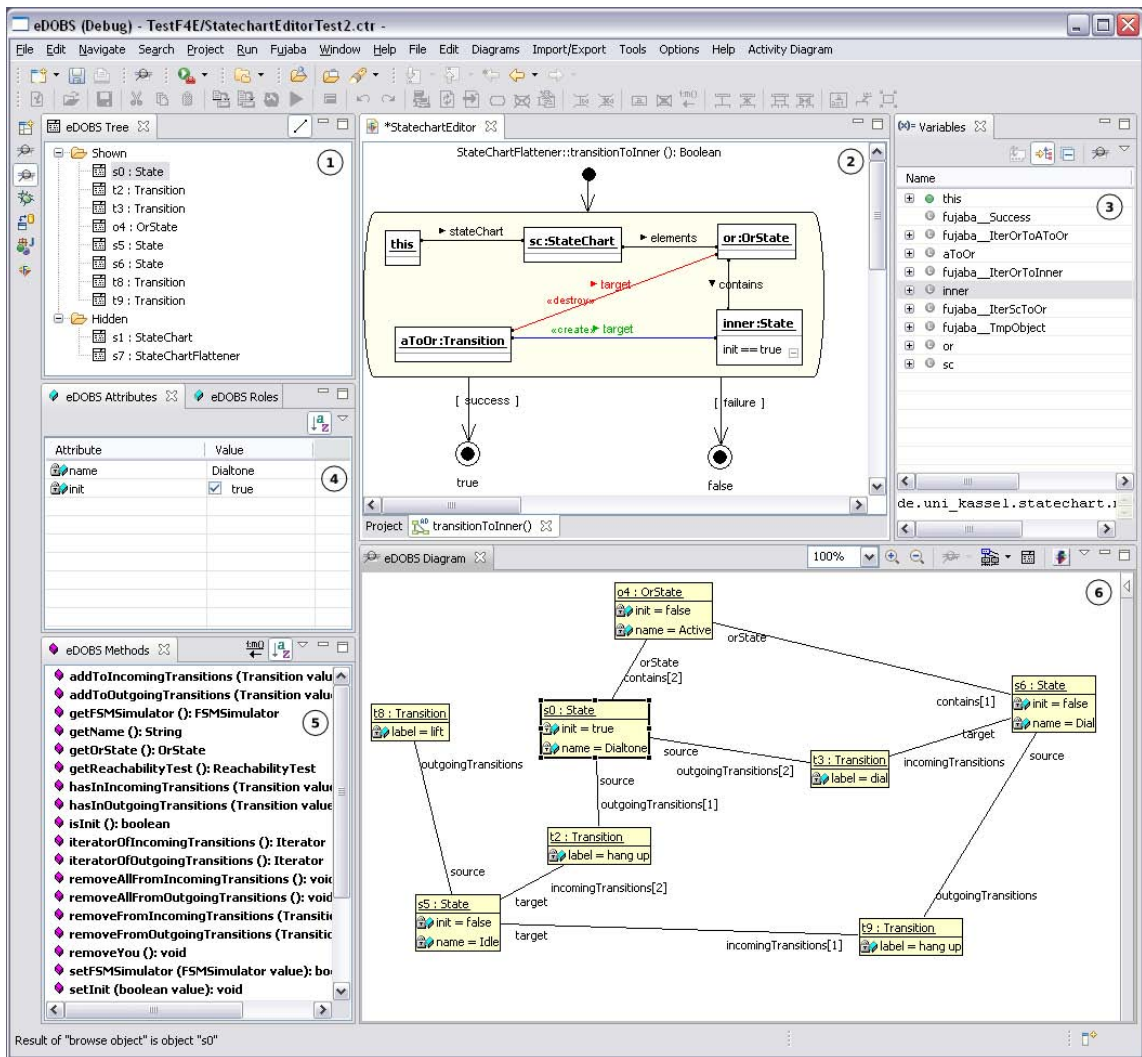 eDOBS (Debug) - TestF4E/StatechartEditorTest2.ctr -
File Edit Navigate Search Project Run Fujaba Window Help File Edit Diagrams Import/Export Tools Options Help Activity Diagram
eDOBS Tree
1
Shown
s0 : State
t2 : Transition
t3 : Transition
o4 : OrState
s5 : State
s6 : State
t8 : Transition
t9 : Transition
Hidden
s1 : StateChart
s7 : StateChartFlattener
*StatechartEditor
2
StateChartFlattener::transitionToInner (): Boolean
this
stateChart
sc:StateChart
elements
or:OrState
target
«destroy»
contains
«create»
target
aToOr:Transition
inner:State
init == true
[ success ]
[ failure ]
true
false
Project transitionToInner()
(x)= Variables
Name
3
this
fujaba__Success
fujaba__IterOrToAToOr
aToOr
fujaba__IterOrToInner
inner
fujaba__IterScToOr
fujaba__TmpObject
or
sc
de.uni_kassel.statechart.
eDOBS Attributes eDOBS Roles
Attribute Value
name Dialtone
init true
4
eDOBS Methods
5
addToIncomingTransitions (Transition valu
addToOutgoingTransitions (Transition valu
getFSMSimulator (): FSMSimulator
getName (): String
getOrState (): OrState
getReachabilityTest (): ReachabilityTest
hasInIncomingTransitions (Transition value
hasInOutgoingTransitions (Transition value
isInit (): boolean
iteratorOfIncomingTransitions (): Iterator
iteratorOfOutgoingTransitions (): Iterator
removeAllFromIncomingTransitions (): void
removeAllFromOutgoingTransitions (): void
removeFromIncomingTransitions (Transiti
removeFromOutgoingTransitions (Transitic
removeYou (): void
setFSMSimulator (FSMSimulator value): bo
setInit (boolean value): void
eDOBS Diagram
100%
6
o4 : OrState
init = false
name = Active
orState
orState
contains[2]
s6 : State
init = false
name = Dial
contains[1]
target
source
t8 : Transition
label = lift
s0 : State
init = true
name = Dialtone
source
outgoingTransitions[2]
t3 : Transition
label = dial
incomingTransitions
outgoingTransitions
source
outgoingTransitions[1]
t2 : Transition
label = hang up
source
incomingTransitions[2]
target
s5 : State
init = false
name = Idle
target
incomingTransitions[1]
outgoingTransitions
t9 : Transition
label = hang up
Result of "browse object" is object "s0"